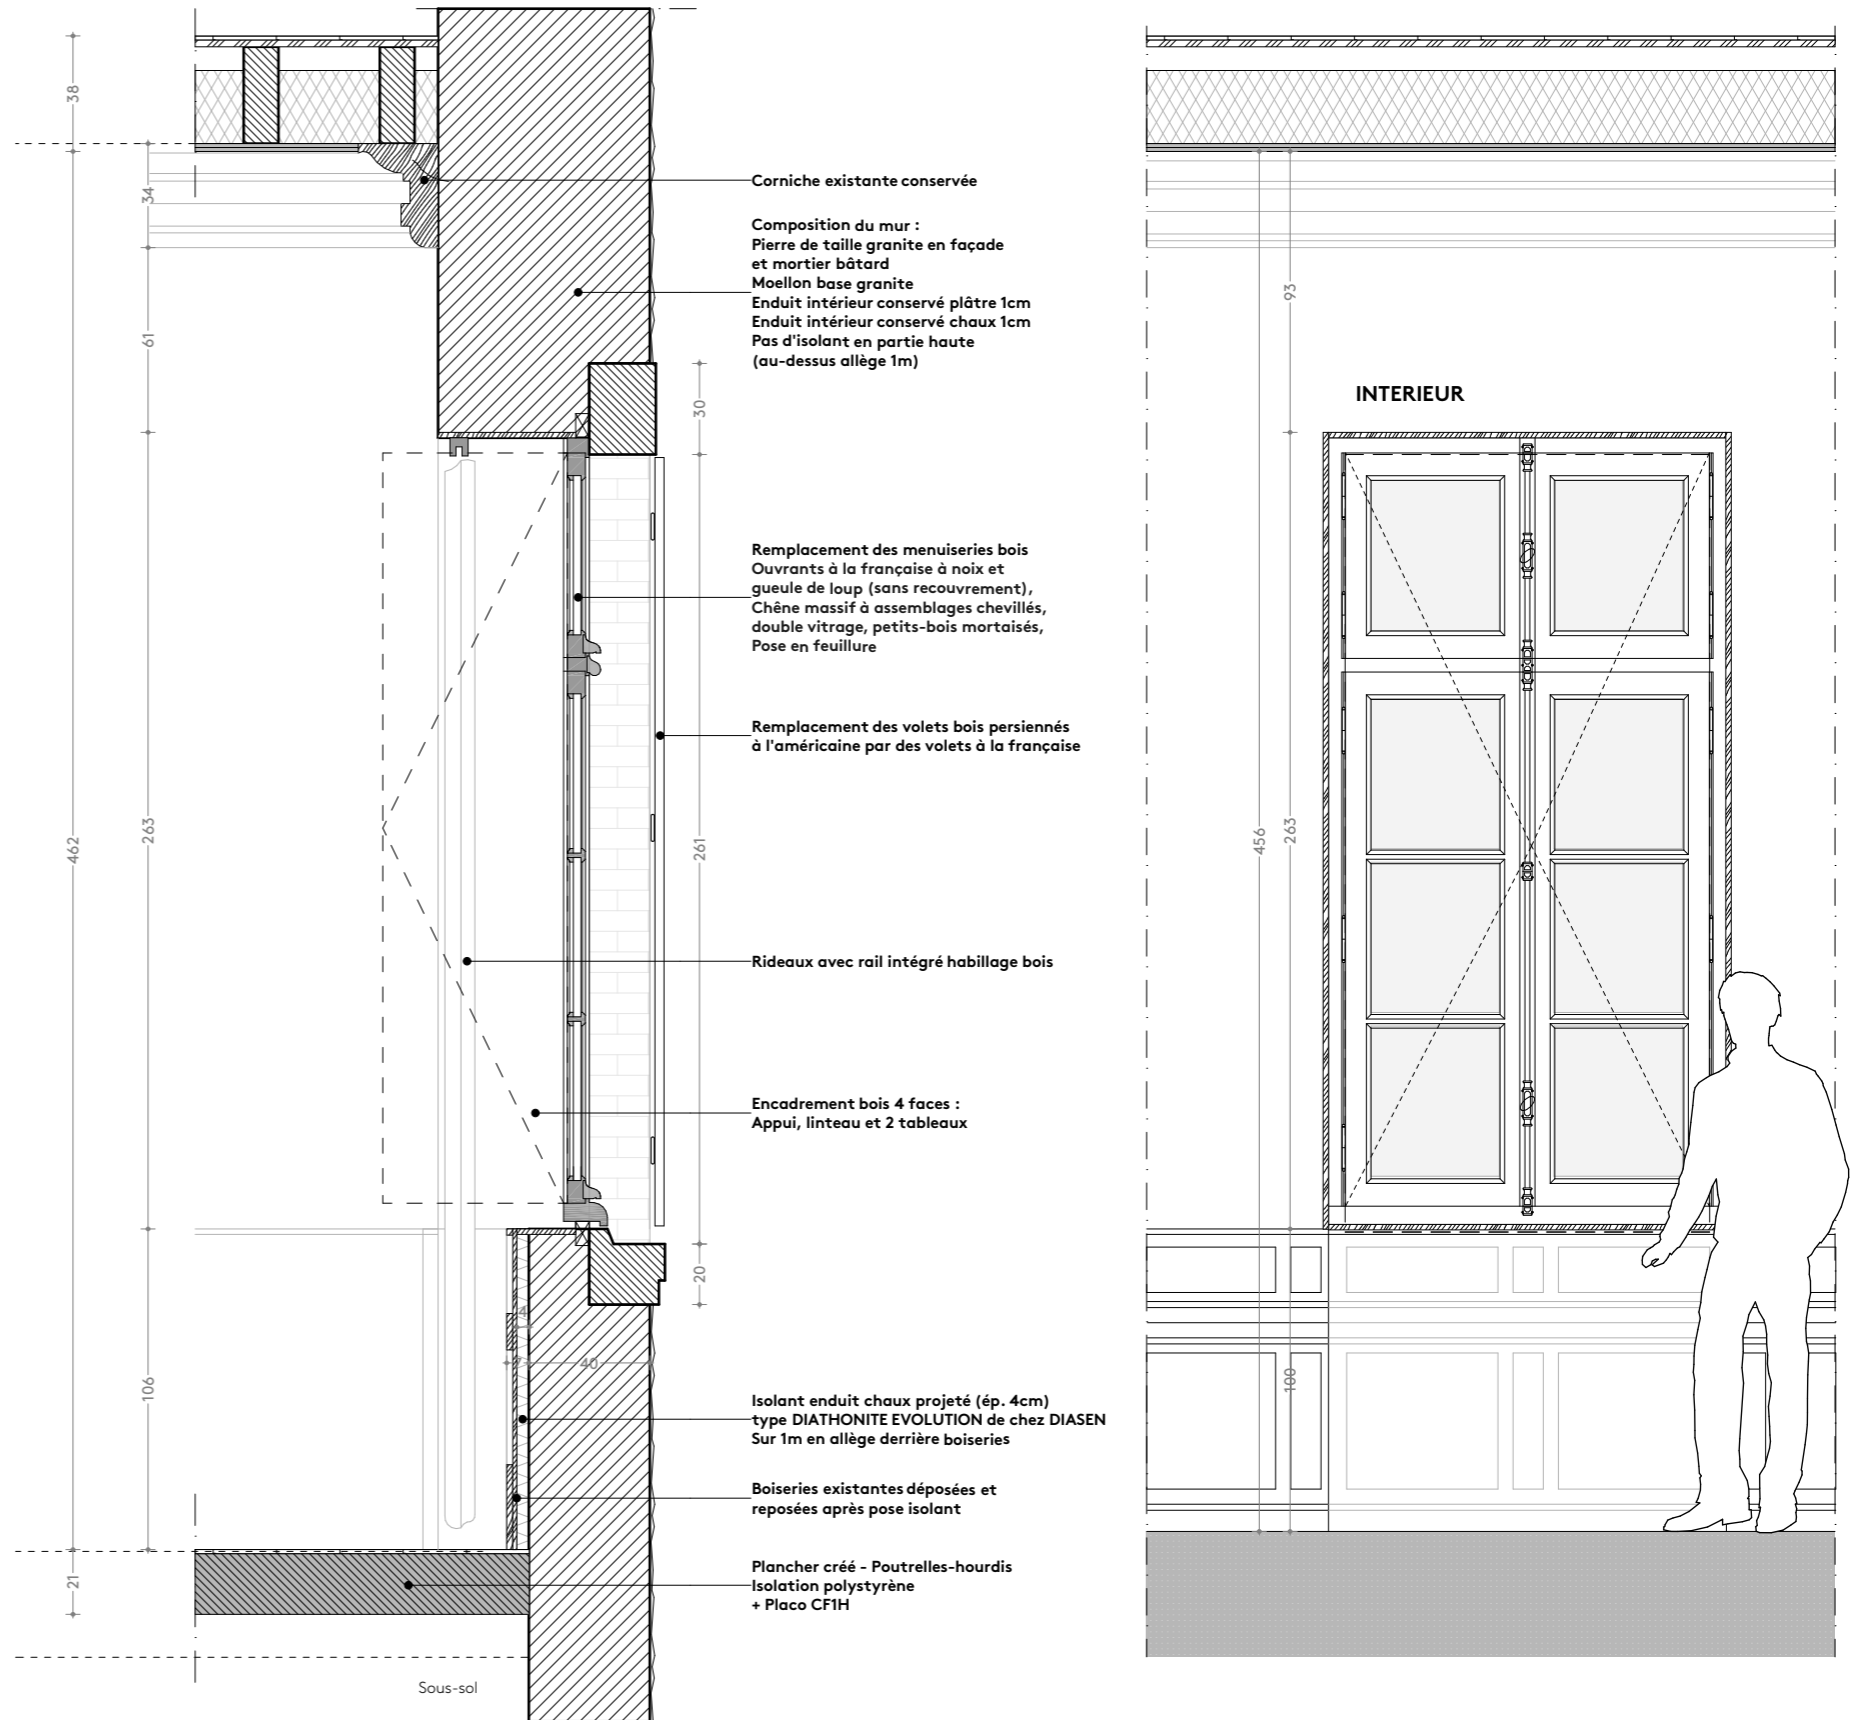 38
34
61
462
263
106
21
Corniche existante conservée
Composition du mur :
Pierre de taille granite en façade
et mortier bâtard
Moellon base granite
Enduit intérieur conservé plâtre 1cm
Enduit intérieur conservé chaux 1cm
Pas d'isolant en partie haute
(au-dessus allège 1m)
30
Remplacement des menuiseries bois
Ouvrants à la française à noix et
gueule de loup (sans recouvrement),
Chêne massif à assemblages chevillés,
double vitrage, petits-bois mortaisés,
Pose en feuillure
Remplacement des volets bois persiennés
à l'américaine par des volets à la française
261
Rideaux avec rail intégré habillage bois
Encadrement bois 4 faces :
Appui, linteau et 2 tableaux
20
4
7
40
Isolant enduit chaux projeté (ép. 4cm)
type DIATHONITE EVOLUTION de chez DIASEN
Sur 1m en allège derrière boiseries
Boiseries existantes déposées et
reposées après pose isolant
Plancher créé - Poutrelles-hourdis
Isolation polystyrène
+ Placo CF1H
Sous-sol
93
INTERIEUR
456
263
100